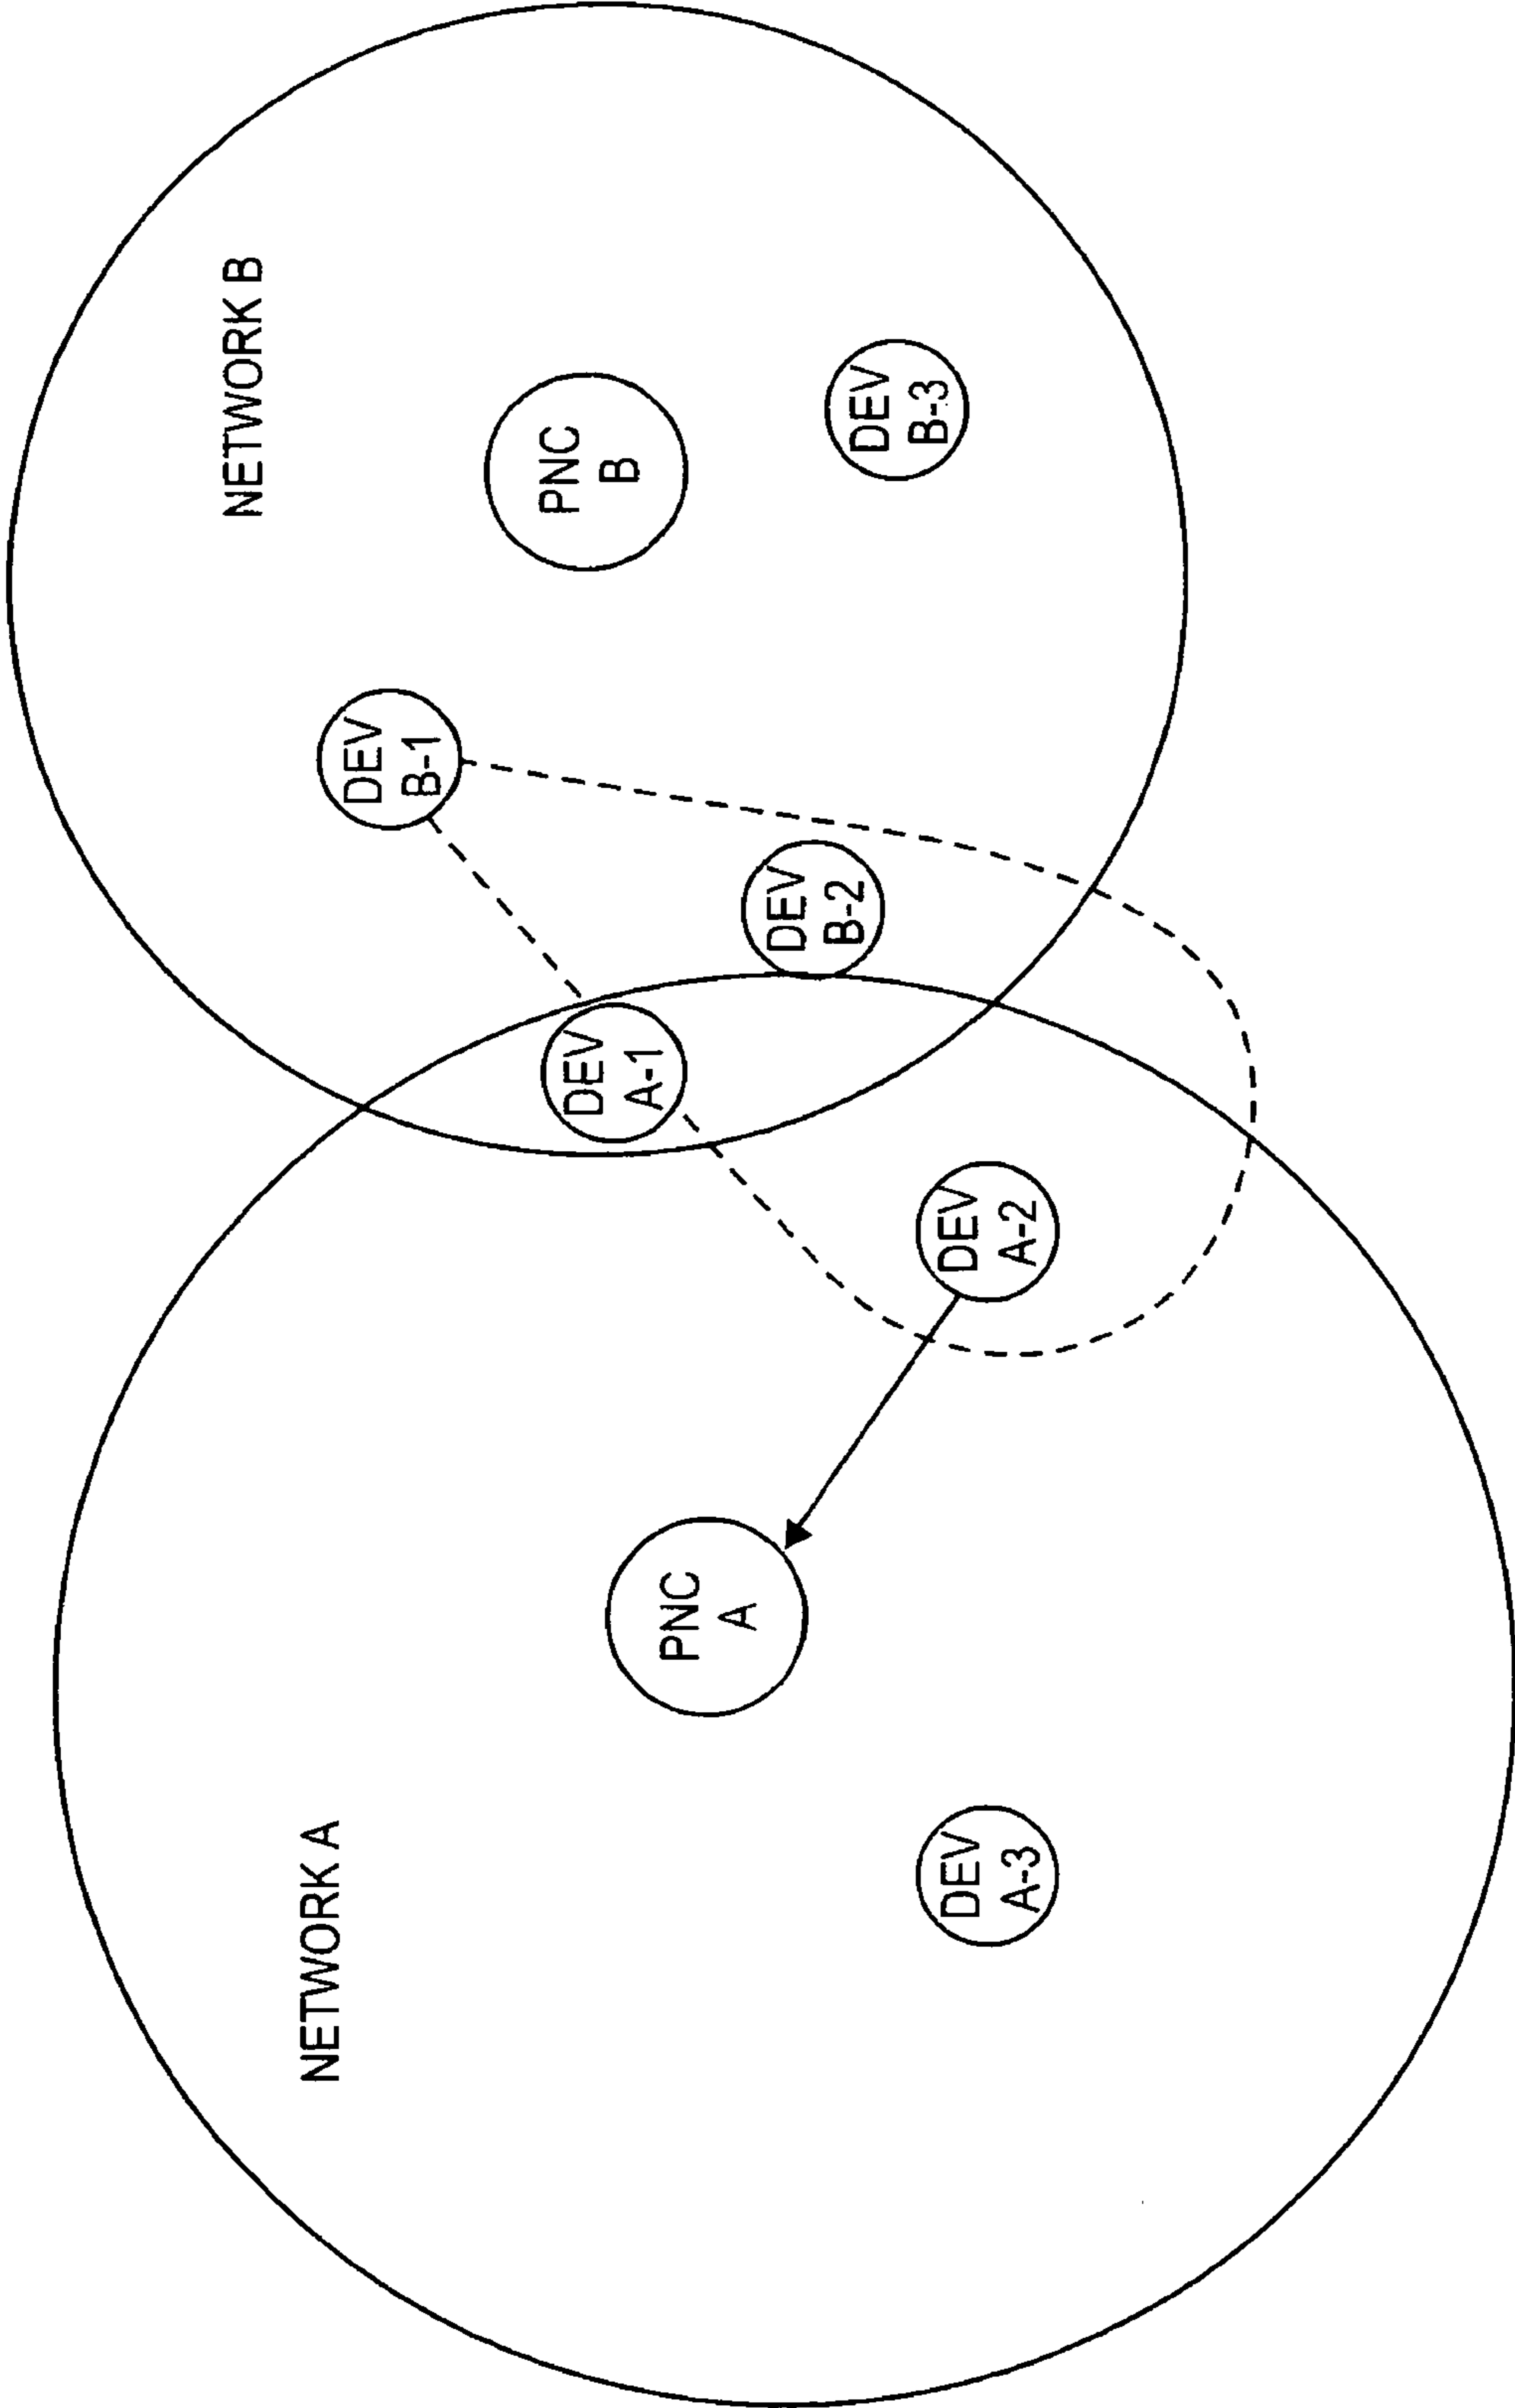 NETWORK A
NETWORK B
DEV
B-1
PNC
B
DEV
A-1
PNC
A
DEV
B-2
DEV
B-3
DEV
A-3
DEV
A-2